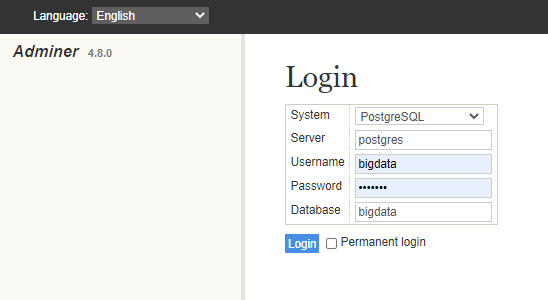 Language: English
Adminer 4.8.0
Login
System PostgreSQL
Server postgres
Username bigdata
Password •••••••
Database bigdata
Login Permanent login